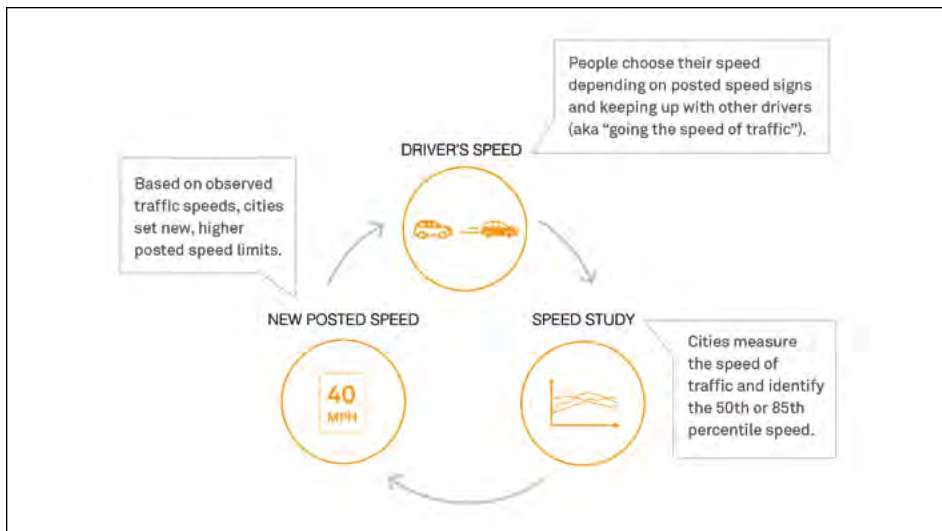 People choose their speed
depending on posted speed signs
and keeping up with other drivers
(aka “going the speed of traffic”).
DRIVER'S SPEED
Based on observed
traffic speeds, cities
set new, higher
posted speed limits.
NEW POSTED SPEED
40
MPH
SPEED STUDY
Cities measure
the speed of
traffic and identify
the 50th or 85th
percentile speed.